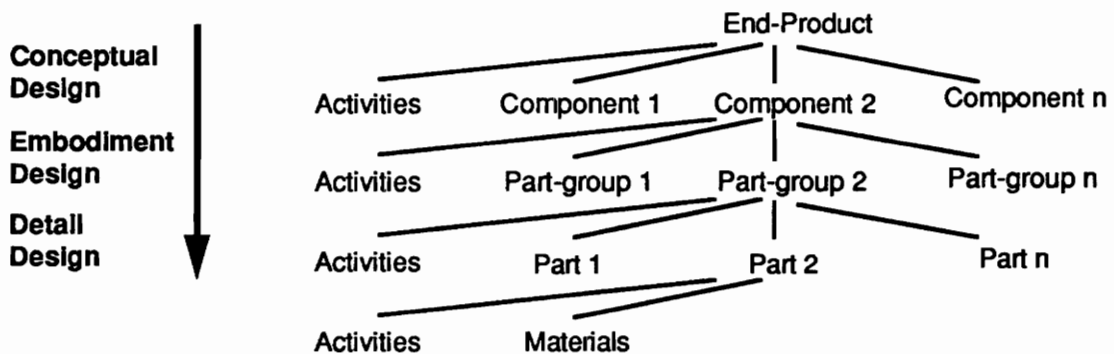 End-Product
Conceptual
Design
Activities Component 1 Component 2 Component n
Embodiment
Design
Activities Part-group 1 Part-group 2 Part-group n
Detail
Design
Activities Part 1 Part 2 Part n
Activities Materials